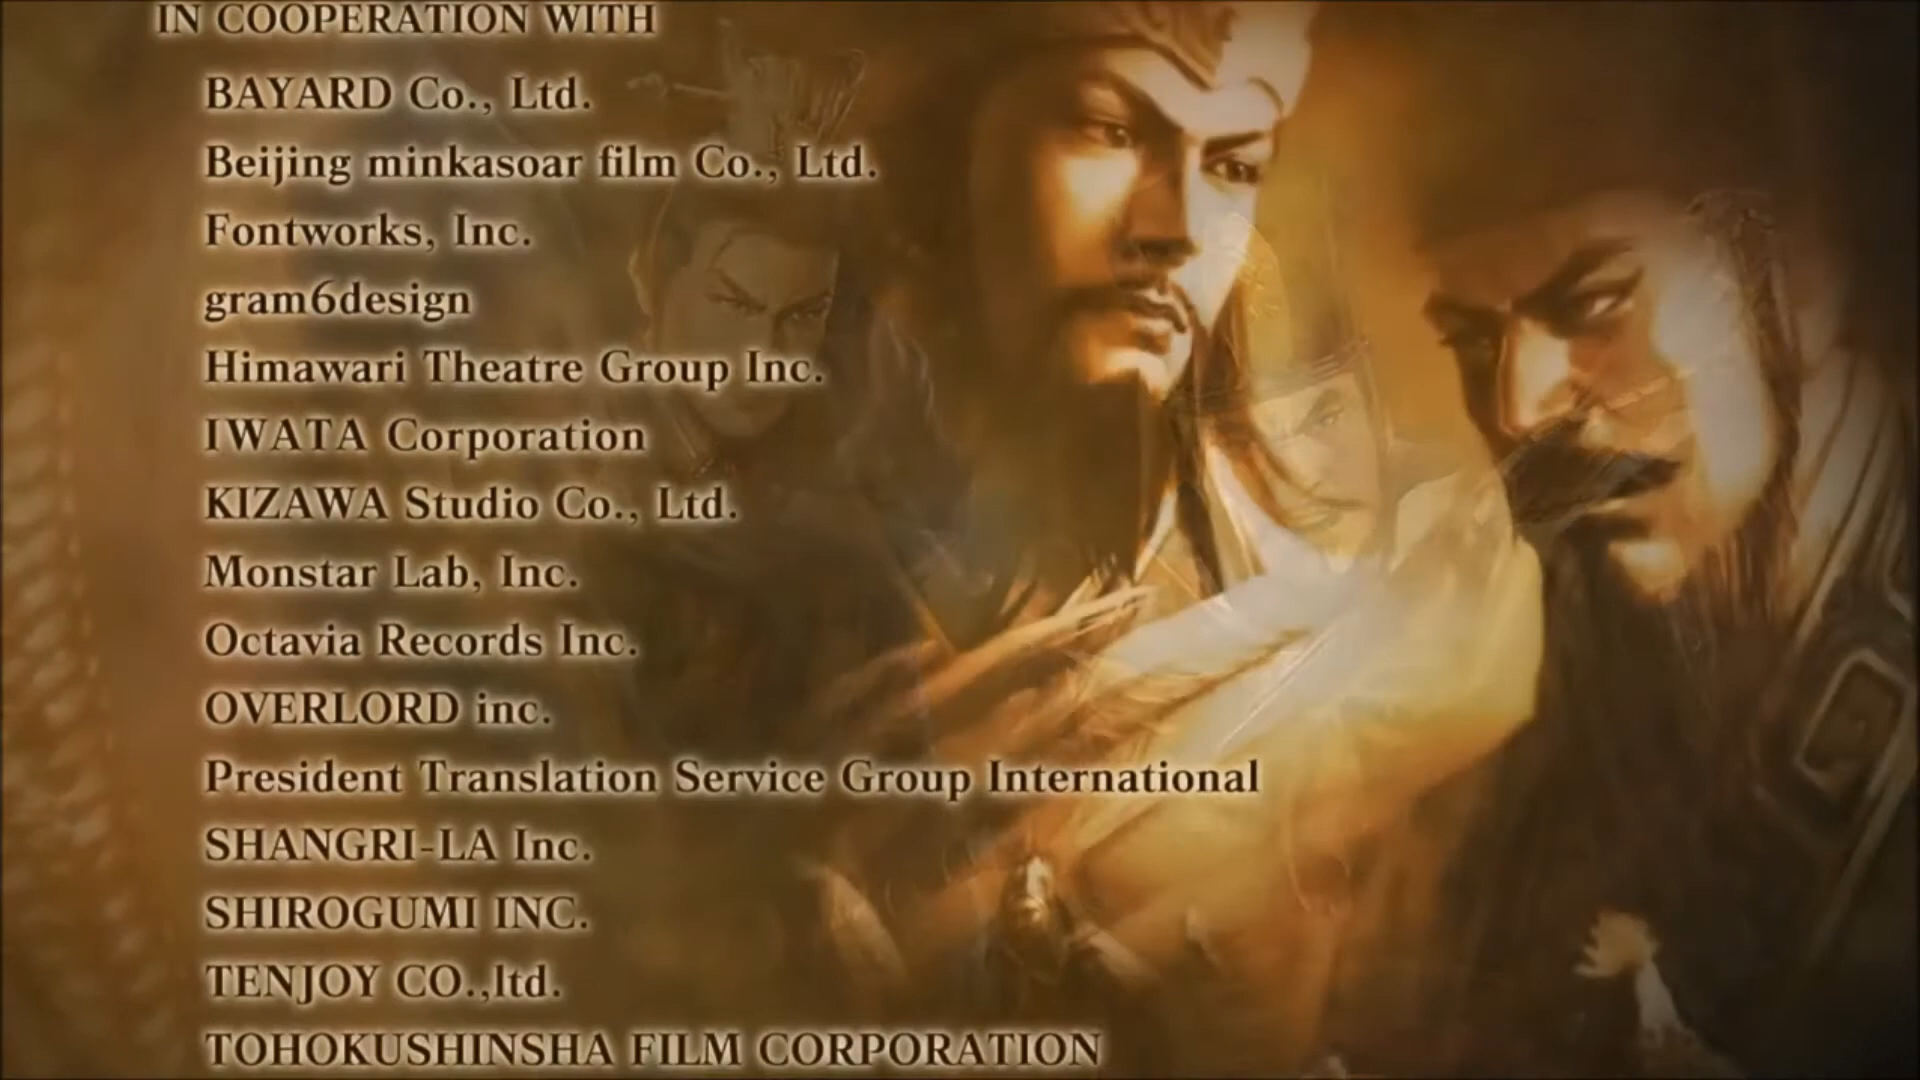 IN COOPERATION WITH
BAYARD Co., Ltd.
Beijing minkasoar film Co., Ltd.
Fontworks, Inc.
gram6design
Himawari Theatre Group Inc.
IWATA Corporation
KIZAWA Studio Co., Ltd.
Monstar Lab, Inc.
Octavia Records Inc.
OVERLORD inc.
President Translation Service Group International
SHANGRI-LA Inc.
SHIROGUMI INC.
TENJOY CO.,ltd.
TOHOKUSHINSHA FILM CORPORATION